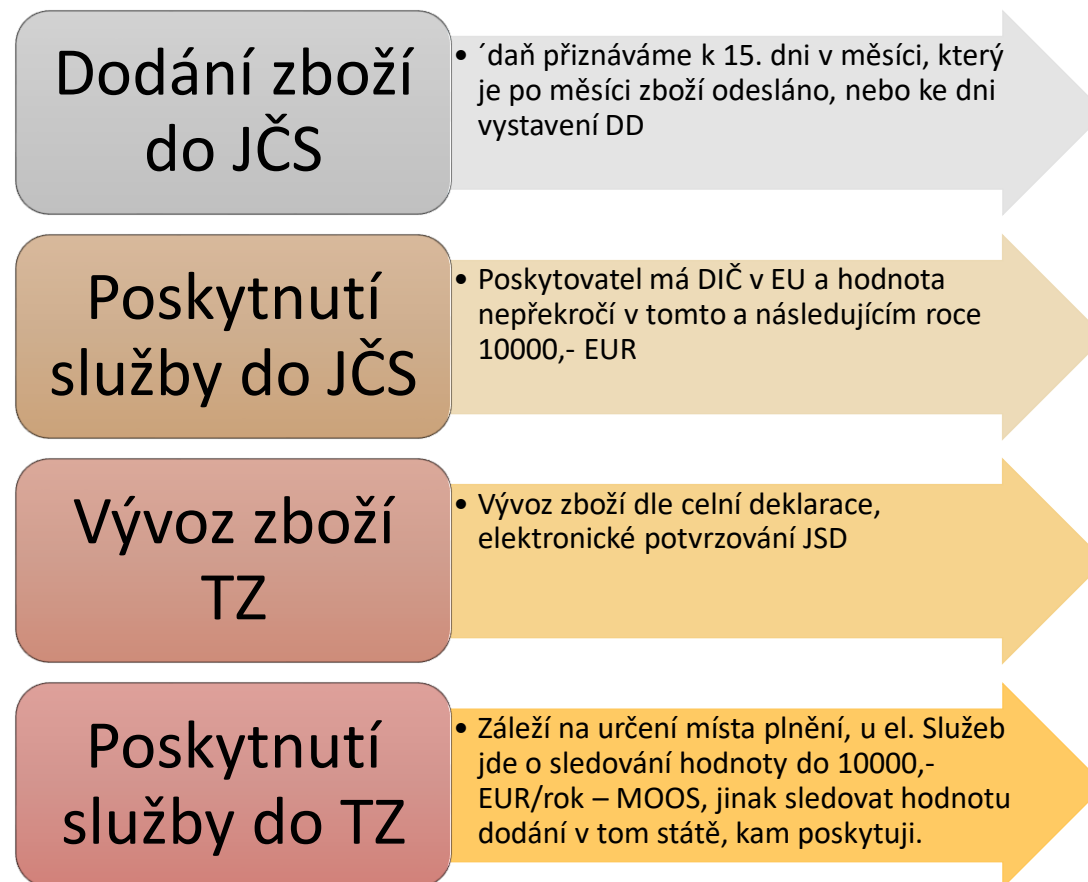 Dodání zboží
do JČS
• ´daň přiznáváme k 15. dni v měsíci, který
je po měsíci zboží odesláno, nebo ke dni
vystavení DD
Poskytnutí
služby do JČS
• Poskytovatel má DIČ v EU a hodnota
nepřekročí v tomto a následujícím roce
10000,- EUR
Vývoz zboží
TZ
• Vývoz zboží dle celní deklarace,
elektronické potvrzování JSD
Poskytnutí
služby do TZ
• Záleží na určení místa plnění, u el. Služeb
jde o sledování hodnoty do 10000,-
EUR/rok – MOOS, jinak sledovat hodnotu
dodání v tom státě, kam poskytuji.